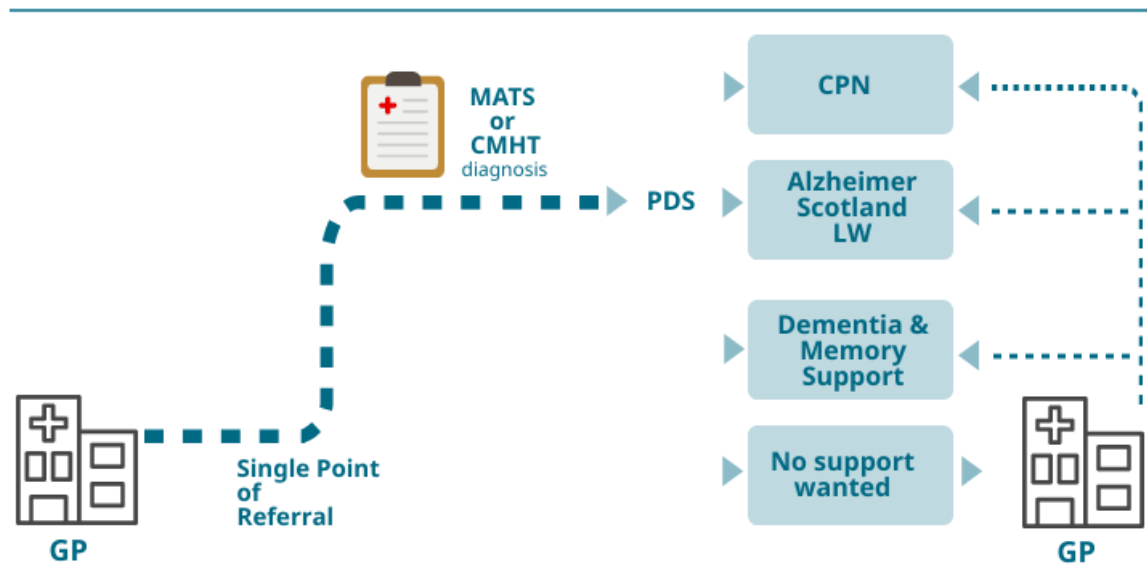 MATS
or
CMHT
diagnosis
PDS
CPN
Alzheimer
Scotland
LW
Dementia &
Memory
Support
No support
wanted
Single Point
of
Referral
GP
GP